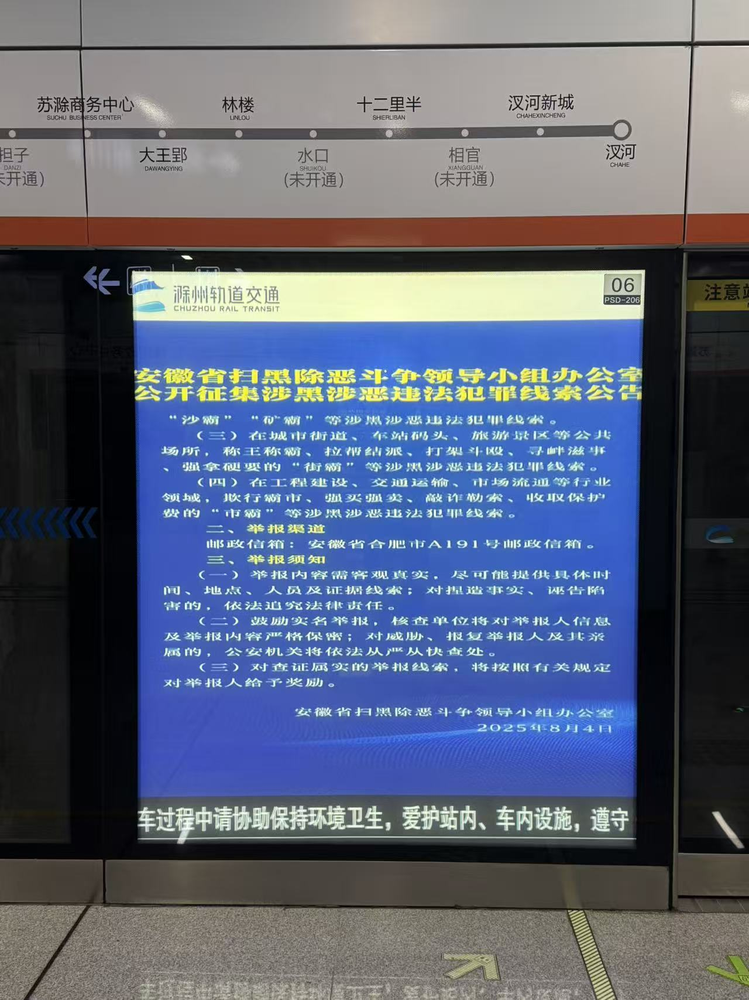 苏滁商务中心
SUCHU BUSINESS CENTER
林楼
LINLOU
十二里半
SHIERLIBAN
汊河新城
CHAHEXINCHENG
担子
DANZI
未开通）
大王郢
DAWANGYING
水口
SHUIKOU
（未开通）
相官
XIANGGUAN
（未开通）
汊河
CHAHE
滁州轨道交通
CHUZHOU RAIL TRANSIT
06
PSD-206
注意
安徽省扫黑除恶斗争领导小组办公室
公开征集涉黑涉恶违法犯罪线索公告
“沙霸”“矿霸”等涉黑涉恶违法犯罪线索。
（三）在城市街道、车站码头、旅游景区等公共
场所，称王称霸、拉帮结派、打架斗殴、寻衅滋事
、强拿硬要的“街霸”等涉黑涉恶违法犯罪线索。
（四）在工程建设、交通运输、市场流通等行业
领域，欺行霸市、强买强卖、敲诈勒索、收取保护
费的“市霸”等涉黑涉恶违法犯罪线索。
二、举报渠道
邮政信箱：安徽省合肥市A191号邮政信箱。
三、举报须知
（一）举报内容需客观真实，尽可能提供具体时
间、地点、人员及证据线索；对捏造事实、诬告陷
害的，依法追究法律责任。
（二）鼓励实名举报，核查单位将对举报人信息
及举报内容严格保密；对威胁、报复举报人及其亲
属的，公安机关将依法从严从快查处。
（三）对查证属实的举报线索，将按照有关规定
对举报人给予奖励。
安徽省扫黑除恶斗争领导小组办公室
2025年8月4日
车过程中请协助保持环境卫生，爱护站内、车内设施，遵守